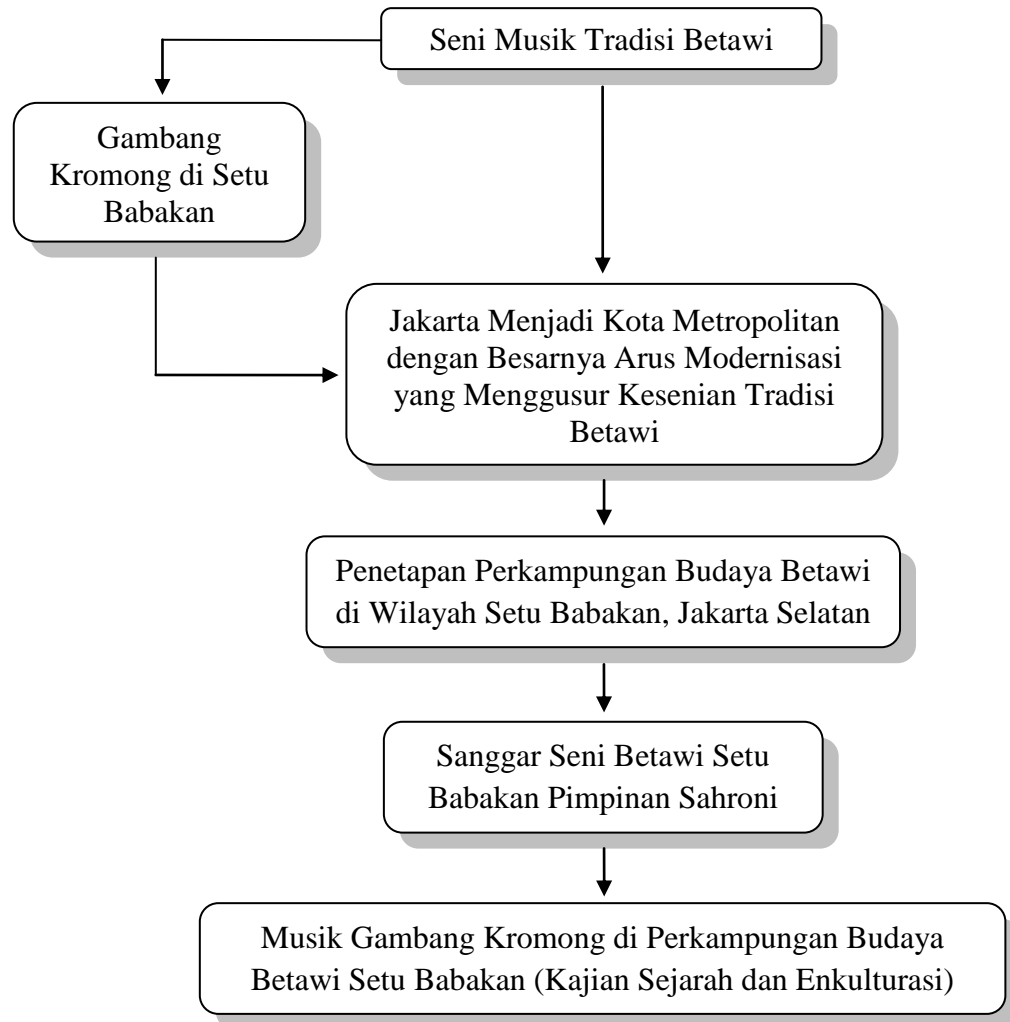 Seni Musik Tradisi Betawi
Gambang
Kromong di Setu
Babakan
Jakarta Menjadi Kota Metropolitan
dengan Besarnya Arus Modernisasi
yang Menggusur Kesenian Tradisi
Betawi
Penetapan Perkampungan Budaya Betawi
di Wilayah Setu Babakan, Jakarta Selatan
Sanggar Seni Betawi Setu
Babakan Pimpinan Sahroni
Musik Gambang Kromong di Perkampungan Budaya
Betawi Setu Babakan (Kajian Sejarah dan Enkulturasi)